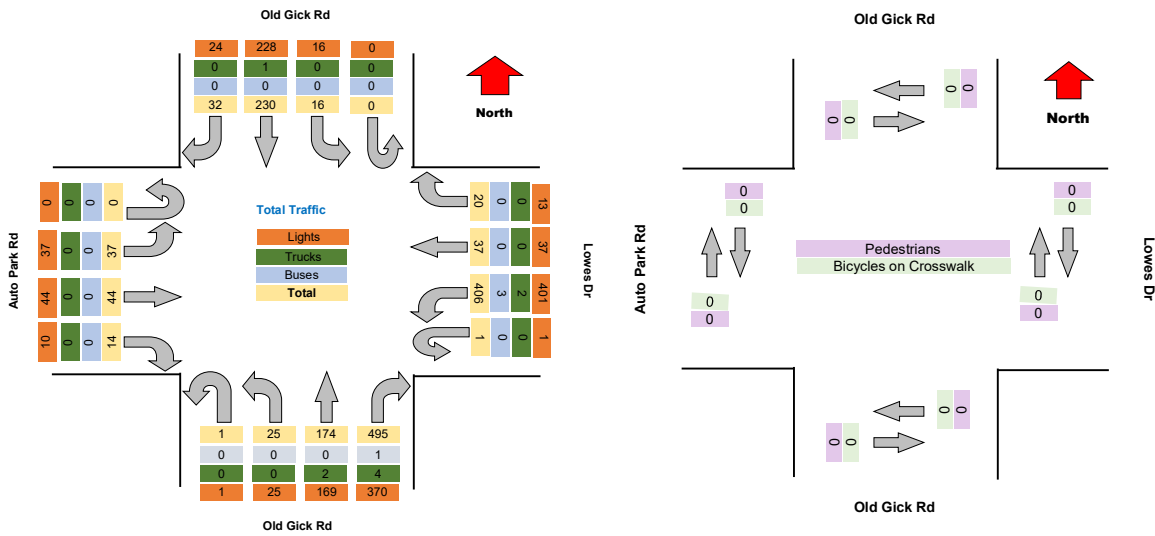 Old Gick Rd
24 228 16 0
0 1 0 0
0 0 0 0
32 230 16 0
North
Auto Park Rd
0 0 0 0
37 0 0 37
44 0 0 44
10 0 0 14
Total Traffic
Lights
Trucks
Buses
Total
20 0 0 13
37 0 0 37
406 3 2 401
1 0 0 1
Lowes Dr
1 25 174 495
0 0 0 1
0 0 2 4
1 25 169 370
Old Gick Rd
Old Gick Rd
0 0
0 0
North
Auto Park Rd
0
0
0
0
Pedestrians
Bicycles on Crosswalk
0
0
0
0
Lowes Dr
0 0
0 0
Old Gick Rd